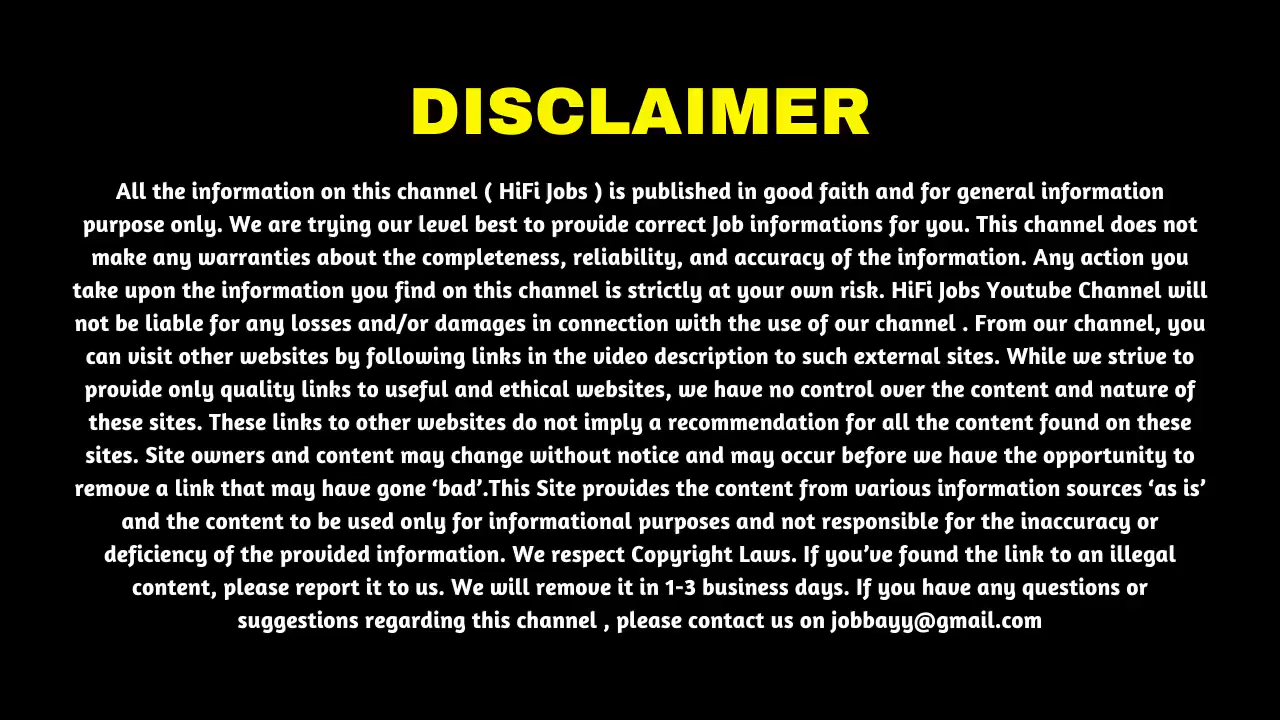 DISCLAIMER
All the information on this channel ( HiFi Jobs ) is published in good faith and for general information
purpose only. We are trying our level best to provide correct Job informations for you. This channel does not
make any warranties about the completeness, reliability, and accuracy of the information. Any action you
take upon the information you find on this channel is strictly at your own risk. HiFi Jobs Youtube Channel will
not be liable for any losses and/or damages in connection with the use of our channel . From our channel, you
can visit other websites by following links in the video description to such external sites. While we strive to
provide only quality links to useful and ethical websites, we have no control over the content and nature of
these sites. These links to other websites do not imply a recommendation for all the content found on these
sites. Site owners and content may change without notice and may occur before we have the opportunity to
remove a link that may have gone ‘bad’.This Site provides the content from various information sources ‘as is’
and the content to be used only for informational purposes and not responsible for the inaccuracy or
deficiency of the provided information. We respect Copyright Laws. If you’ve found the link to an illegal
content, please report it to us. We will remove it in 1-3 business days. If you have any questions or
suggestions regarding this channel , please contact us on jobbayy@gmail.com